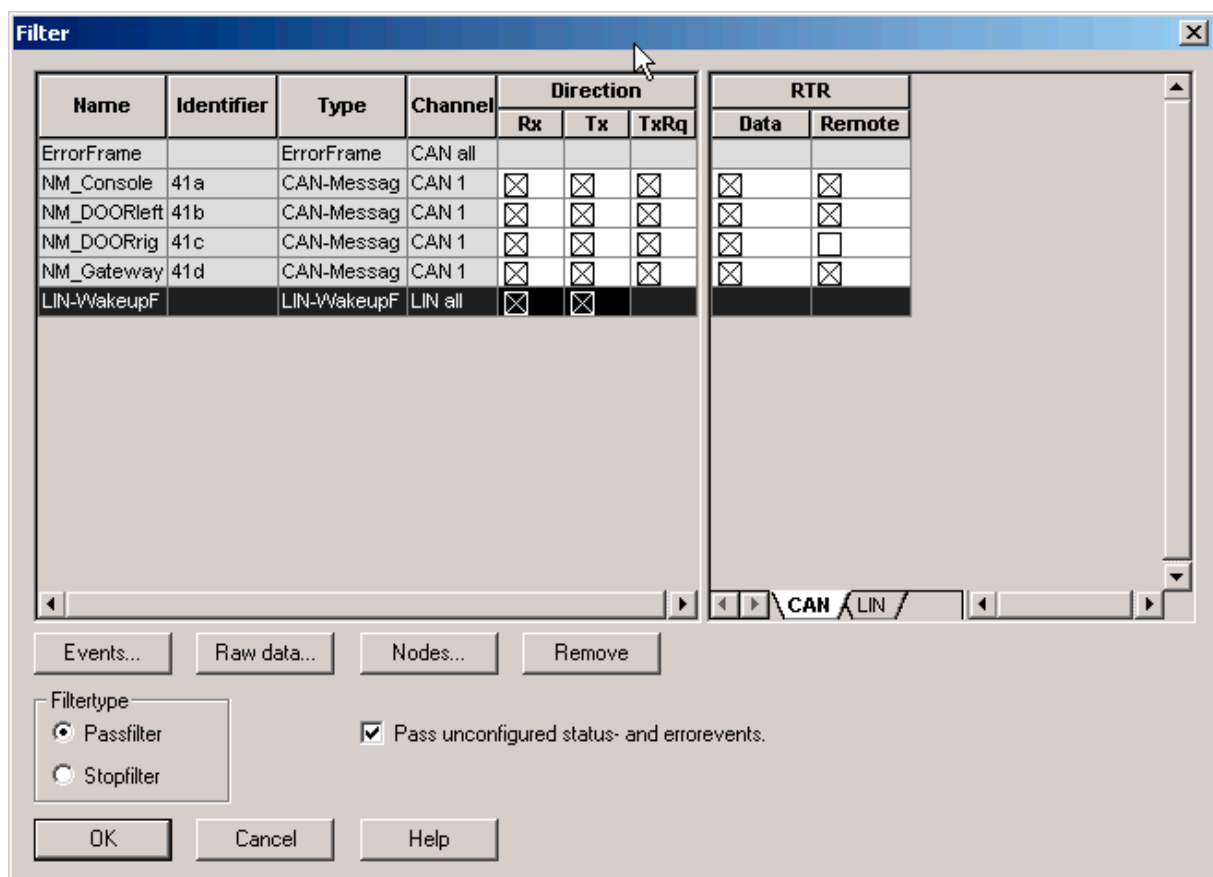 Filter
Name Identifier Type Channel Direction RTR
Rx Tx TxRq Data Remote
ErrorFrame ErrorFrame CAN all
NM_Console 41a CAN-Messag CAN 1
NM_DOORleft 41b CAN-Messag CAN 1
NM_DOORrig 41c CAN-Messag CAN 1
NM_Gateway 41d CAN-Messag CAN 1
LIN-WakeupF LIN-WakeupF LIN all
CAN LIN
Events... Raw data... Nodes... Remove
Filtertype
Passfilter Pass unconfigured status- and errorevents.
Stopfilter
OK Cancel Help